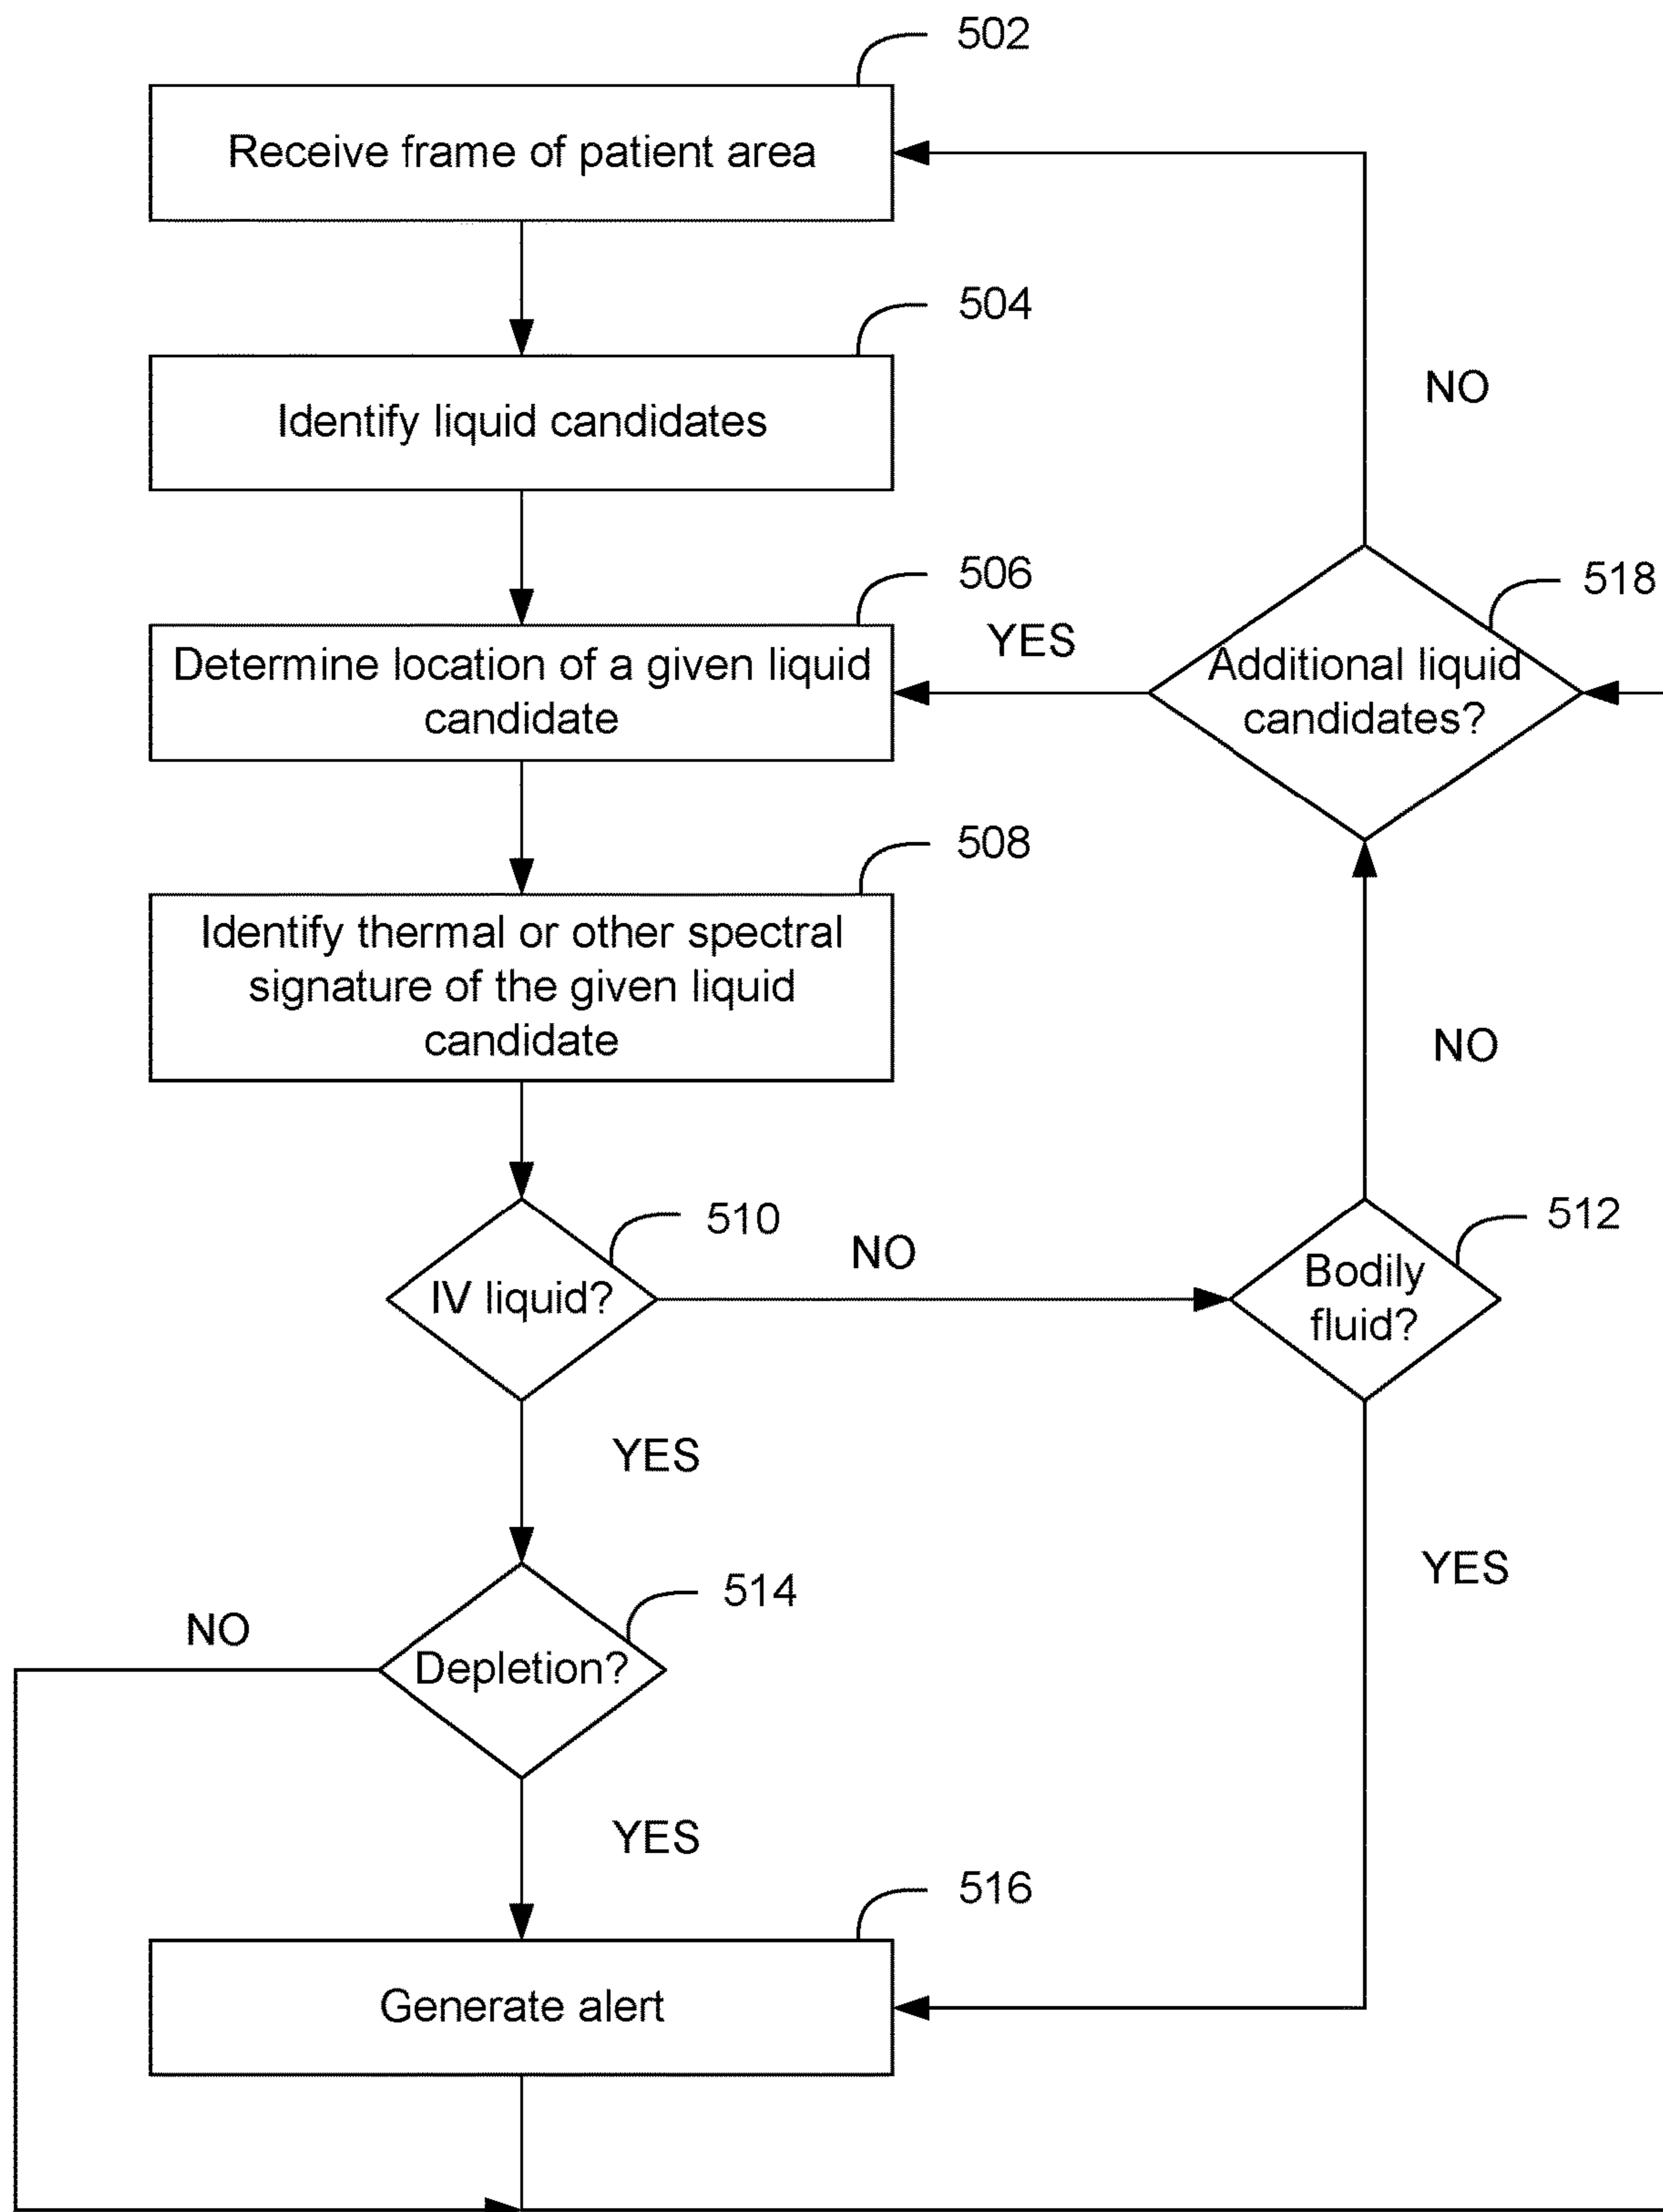 502
Receive frame of patient area
504
Identify liquid candidates
NO
506
518
Determine location of a given liquid
candidate
YES
Additional liquid
candidates?
508
Identify thermal or other spectral
signature of the given liquid
candidate
NO
510
512
IV liquid?
NO
Bodily
fluid?
YES
YES
514
NO
Depletion?
YES
516
Generate alert